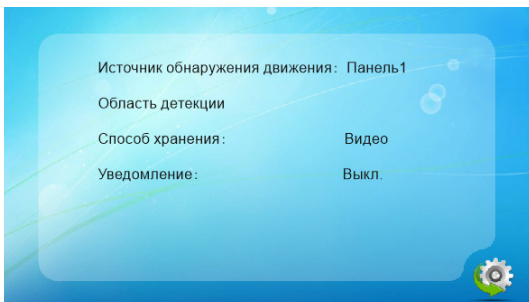 Источник обнаружения движения: Панель1
Область детекции
Способ хранения: Видео
Уведомление: Выкл.